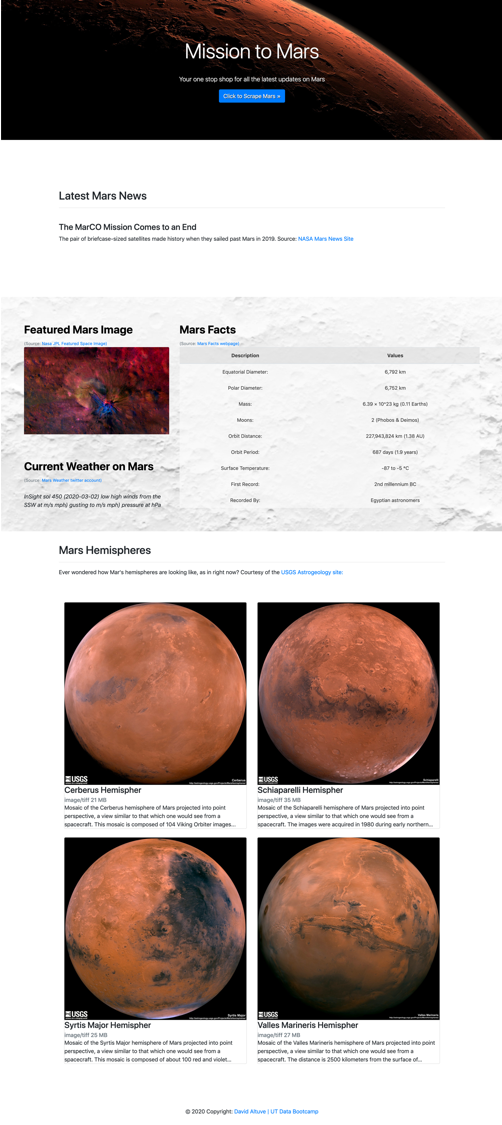 Mission to Mars
Your one stop shop for all the latest updates on Mars
Click to Scrape Mars »
Latest Mars News
The MarCO Mission Comes to an End
The pair of briefcase-sized satellites made history when they sailed past Mars in 2019. Source: NASA Mars News Site
Featured Mars Image
(Source: Nasa JPL Featured Space Image)
Current Weather on Mars
(Source: Mars Weather twitter account)
InSight sol 450 (2020-03-02) low high winds from the
SSW at m/s mph) gusting to m/s mph) pressure at hPa
Mars Facts
(Source: Mars Facts webpage)
Description Values
Equatorial Diameter: 6,792 km
Polar Diameter: 6,752 km
Mass: 6.39 × 10^23 kg (0.11 Earths)
Moons: 2 (Phobos & Deimos)
Orbit Distance: 227,943,824 km (1.38 AU)
Orbit Period: 687 days (1.9 years)
Surface Temperature: -87 to -5 °C
First Record: 2nd millennium BC
Recorded By: Egyptian astronomers
Mars Hemispheres
Ever wondered how Mar's hemispheres are looking like, as in right now? Courtesy of the USGS Astrogeology site:
USGS
Cerberus
Cerberus Hemispher
image/tiff 21 MB
Mosaic of the Cerberus hemisphere of Mars projected into point
perspective, a view similar to that which one would see from a
spacecraft. This mosaic is composed of 104 Viking Orbiter images...
USGS
Schiaparelli
Schiaparelli Hemispher
image/tiff 35 MB
Mosaic of the Schiaparelli hemisphere of Mars projected into point
perspective, a view similar to that which one would see from a
spacecraft. The images were acquired in 1980 during early northern...
USGS
Syrtis Major
Syrtis Major Hemispher
image/tiff 25 MB
Mosaic of the Syrtis Major hemisphere of Mars projected into point
perspective, a view similar to that which one would see from a
spacecraft. This mosaic is composed of about 100 red and violet...
USGS
Valles Marineris
Valles Marineris Hemispher
image/tiff 27 MB
Mosaic of the Valles Marineris hemisphere of Mars projected into point
perspective, a view similar to that which one would see from a
spacecraft. The distance is 2500 kilometers from the surface of...
© 2020 Copyright: David Altuve | UT Data Bootcamp